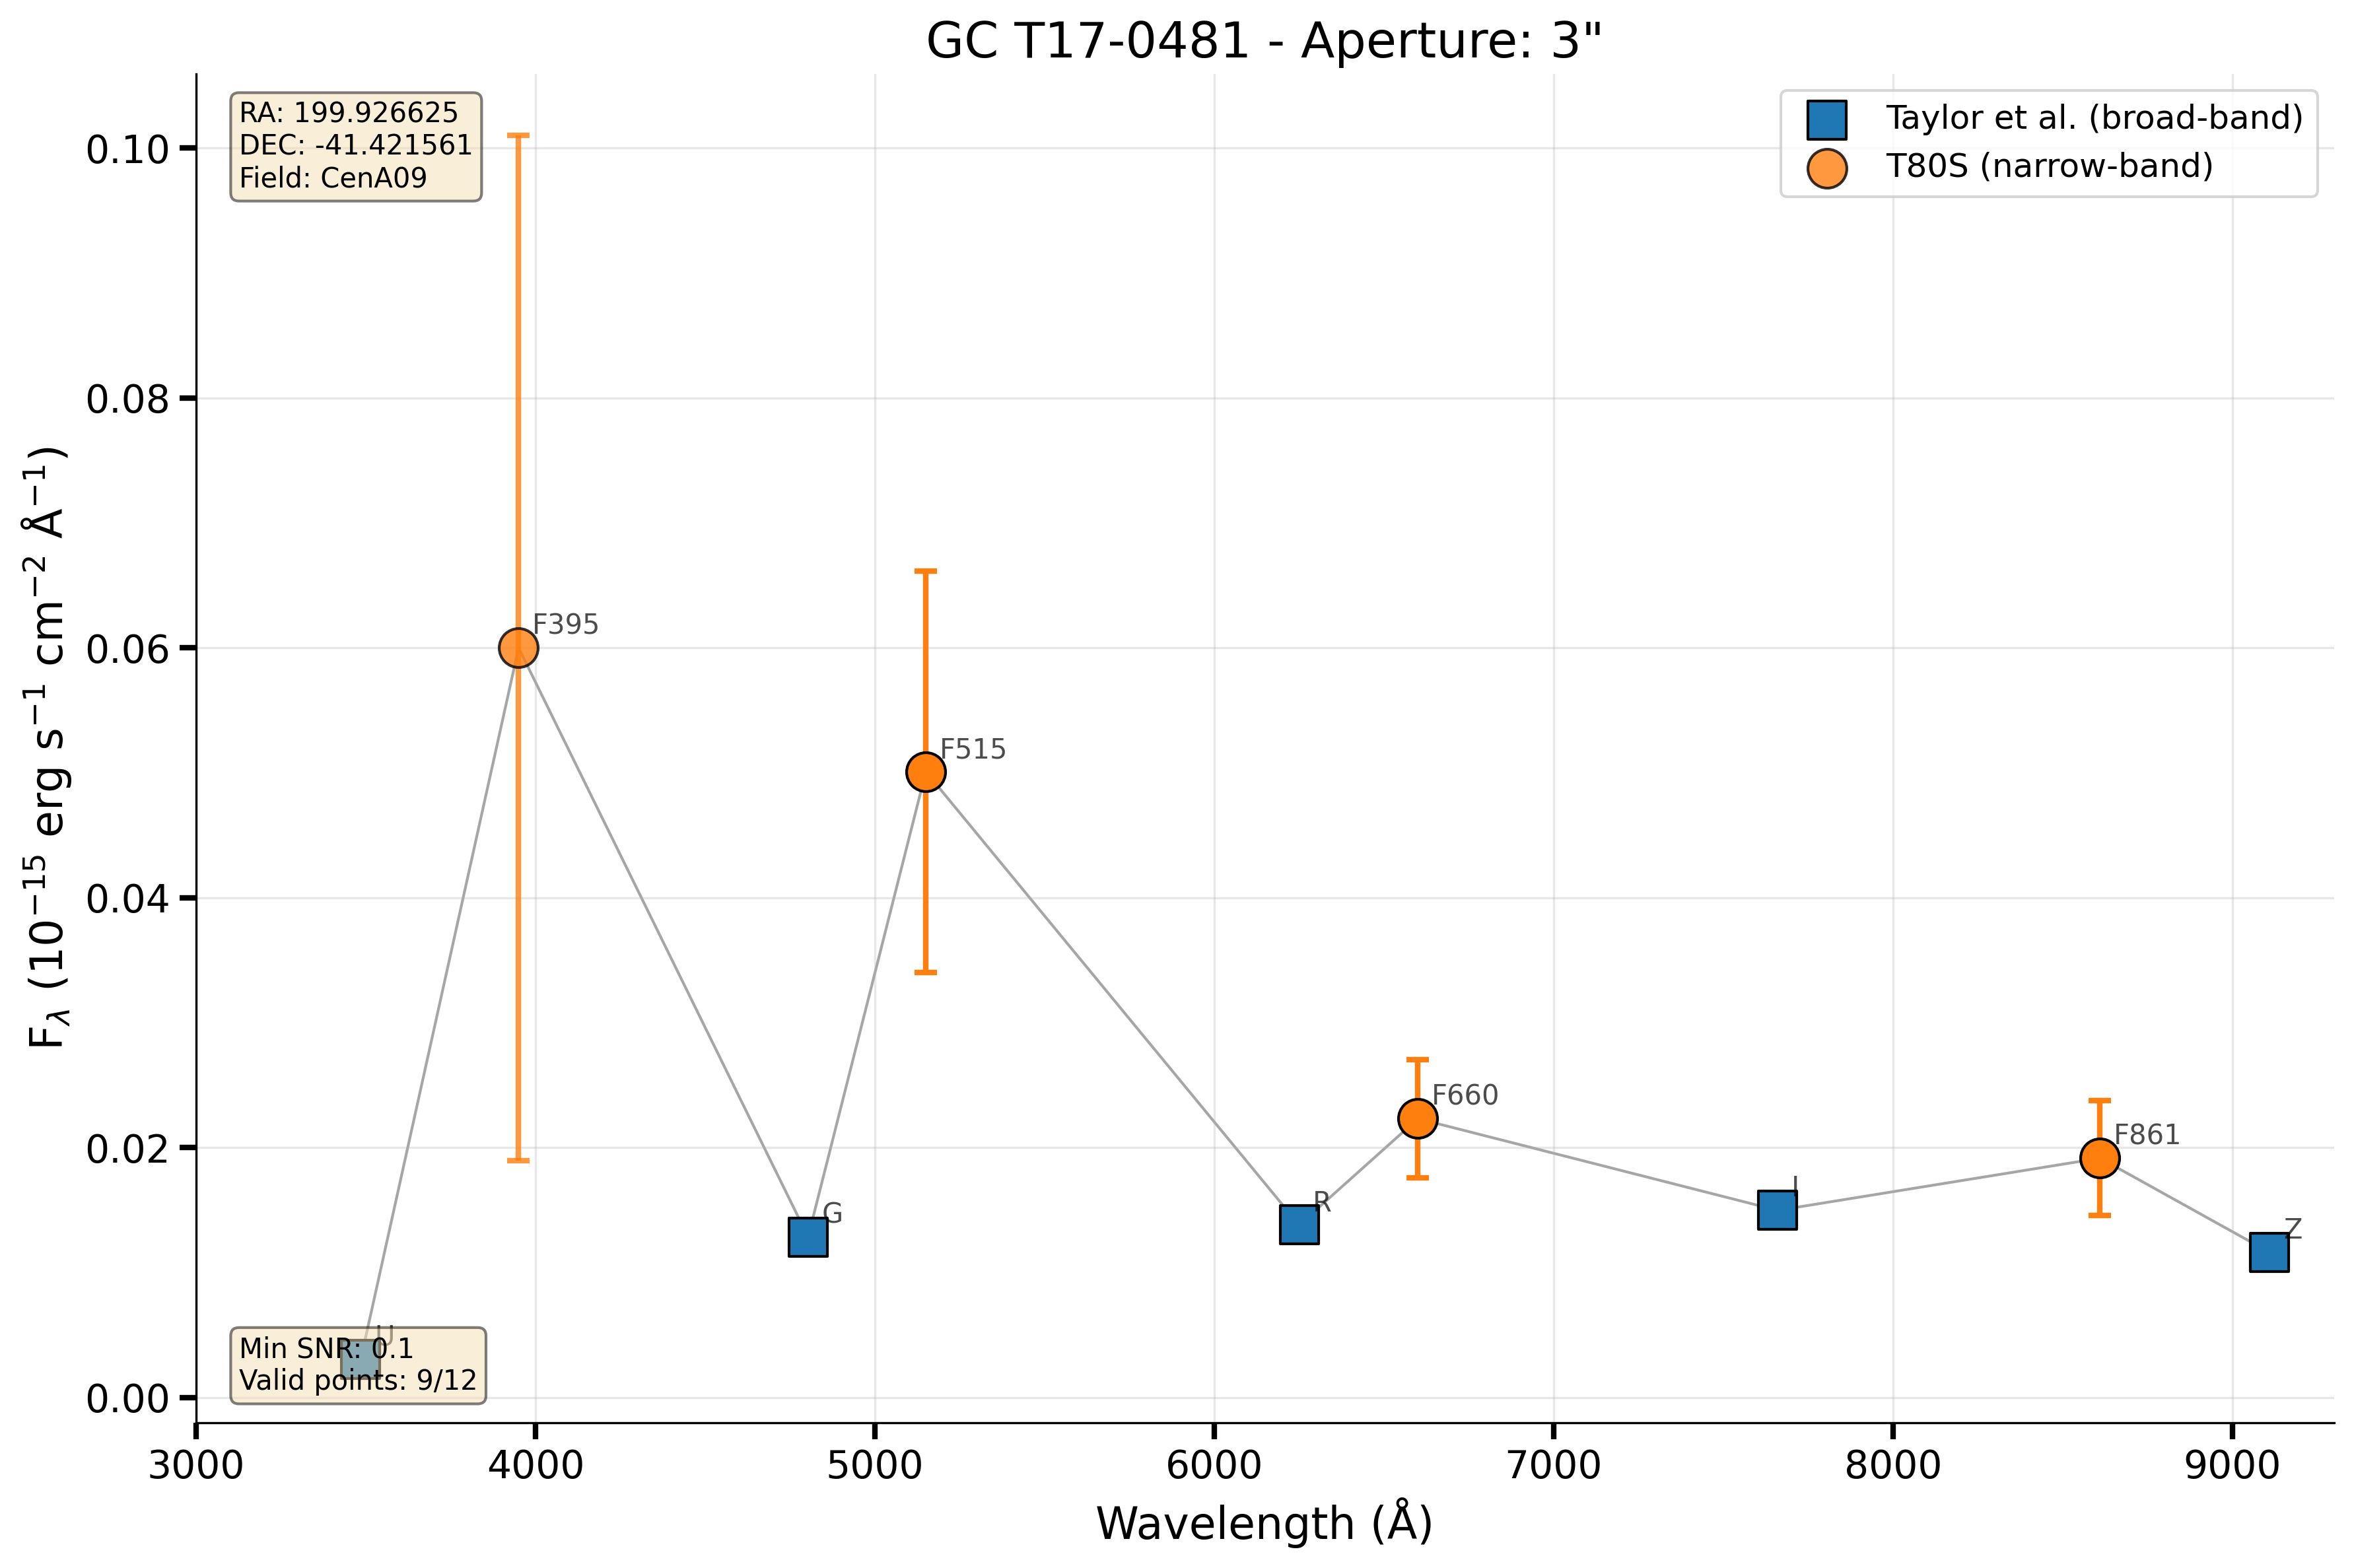 GC T17-0481 - Aperture: 3"
RA: 199.926625
DEC: -41.421561
Field: CenA09
Taylor et al. (broad-band)
T80S (narrow-band)
F395
F515
F660
F861
G
R
I
Z
U
Min SNR: 0.1
Valid points: 9/12
0.10
0.08
0.06
0.04
0.02
0.00
F_λ (10⁻¹⁵ erg s⁻¹ cm⁻² Å⁻¹)
3000 4000 5000 6000 7000 8000 9000
Wavelength (Å)